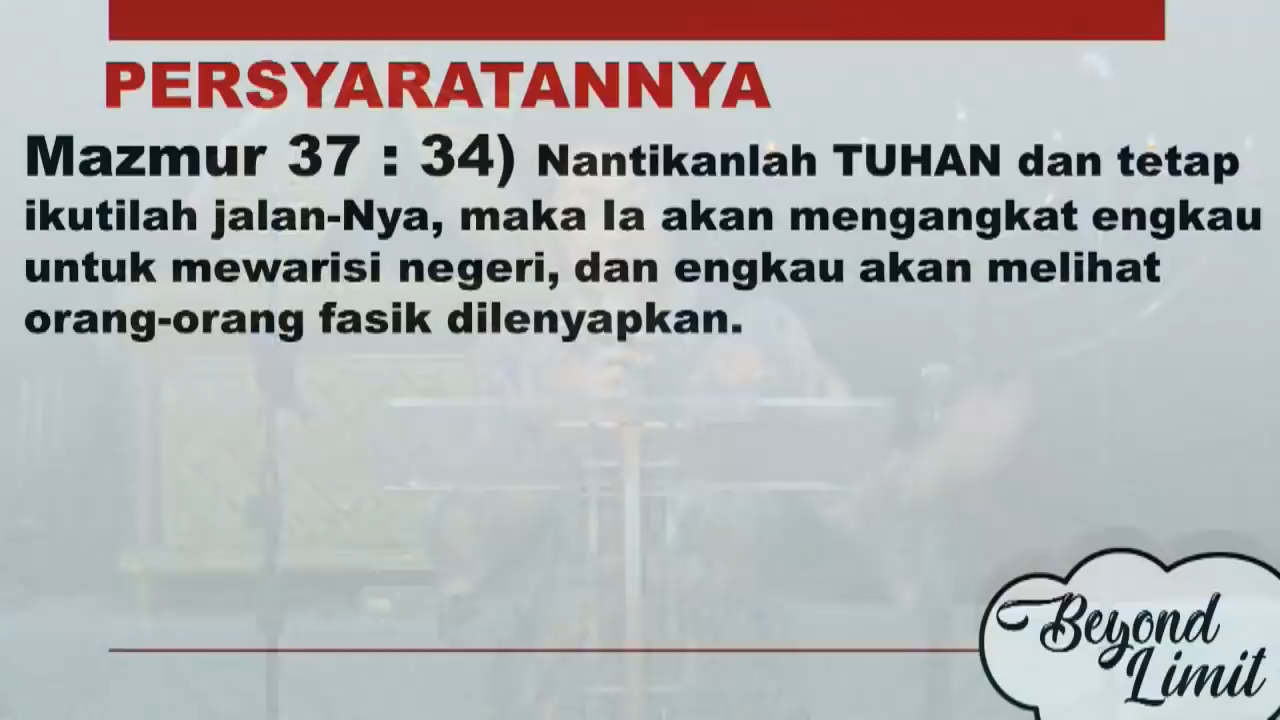 PERSYARATANNYA
Mazmur 37 : 34) Nantikanlah TUHAN dan tetap
ikutilah jalan-Nya, maka Ia akan mengangkat engkau
untuk mewarisi negeri, dan engkau akan melihat
orang-orang fasik dilenyapkan.
Beyond
Limit